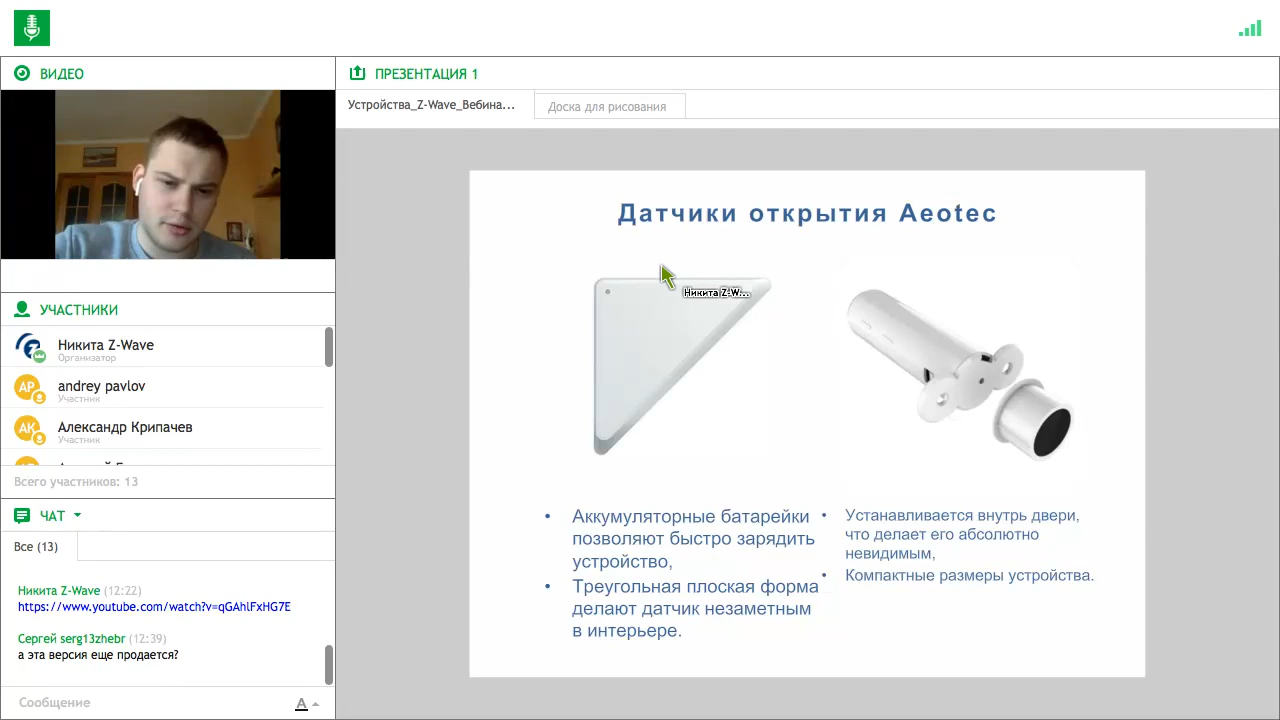 ВИДЕО
УЧАСТНИКИ
Никита Z-Wave
Организатор
AP
andrey pavlov
Участник
АК
Александр Крипачев
Участник
Всего участников: 13
ЧАТ
Все (13)
Никита Z-Wave (12:22)
https://www.youtube.com/watch?v=qGAhlFxHG7E
Сергей serg13zhebr (12:39)
а эта версия еще продается?
Сообщение
A
ПРЕЗЕНТАЦИЯ 1
Устройства_Z-Wave_Вебина...
Доска для рисования
Датчики открытия Aeotec
Никита Z-W...
• Аккумуляторные батарейки
позволяют быстро зарядить
устройство,
• Треугольная плоская форма
делают датчик незаметным
в интерьере.
• Устанавливается внутрь двери,
что делает его абсолютно
невидимым,
• Компактные размеры устройства.